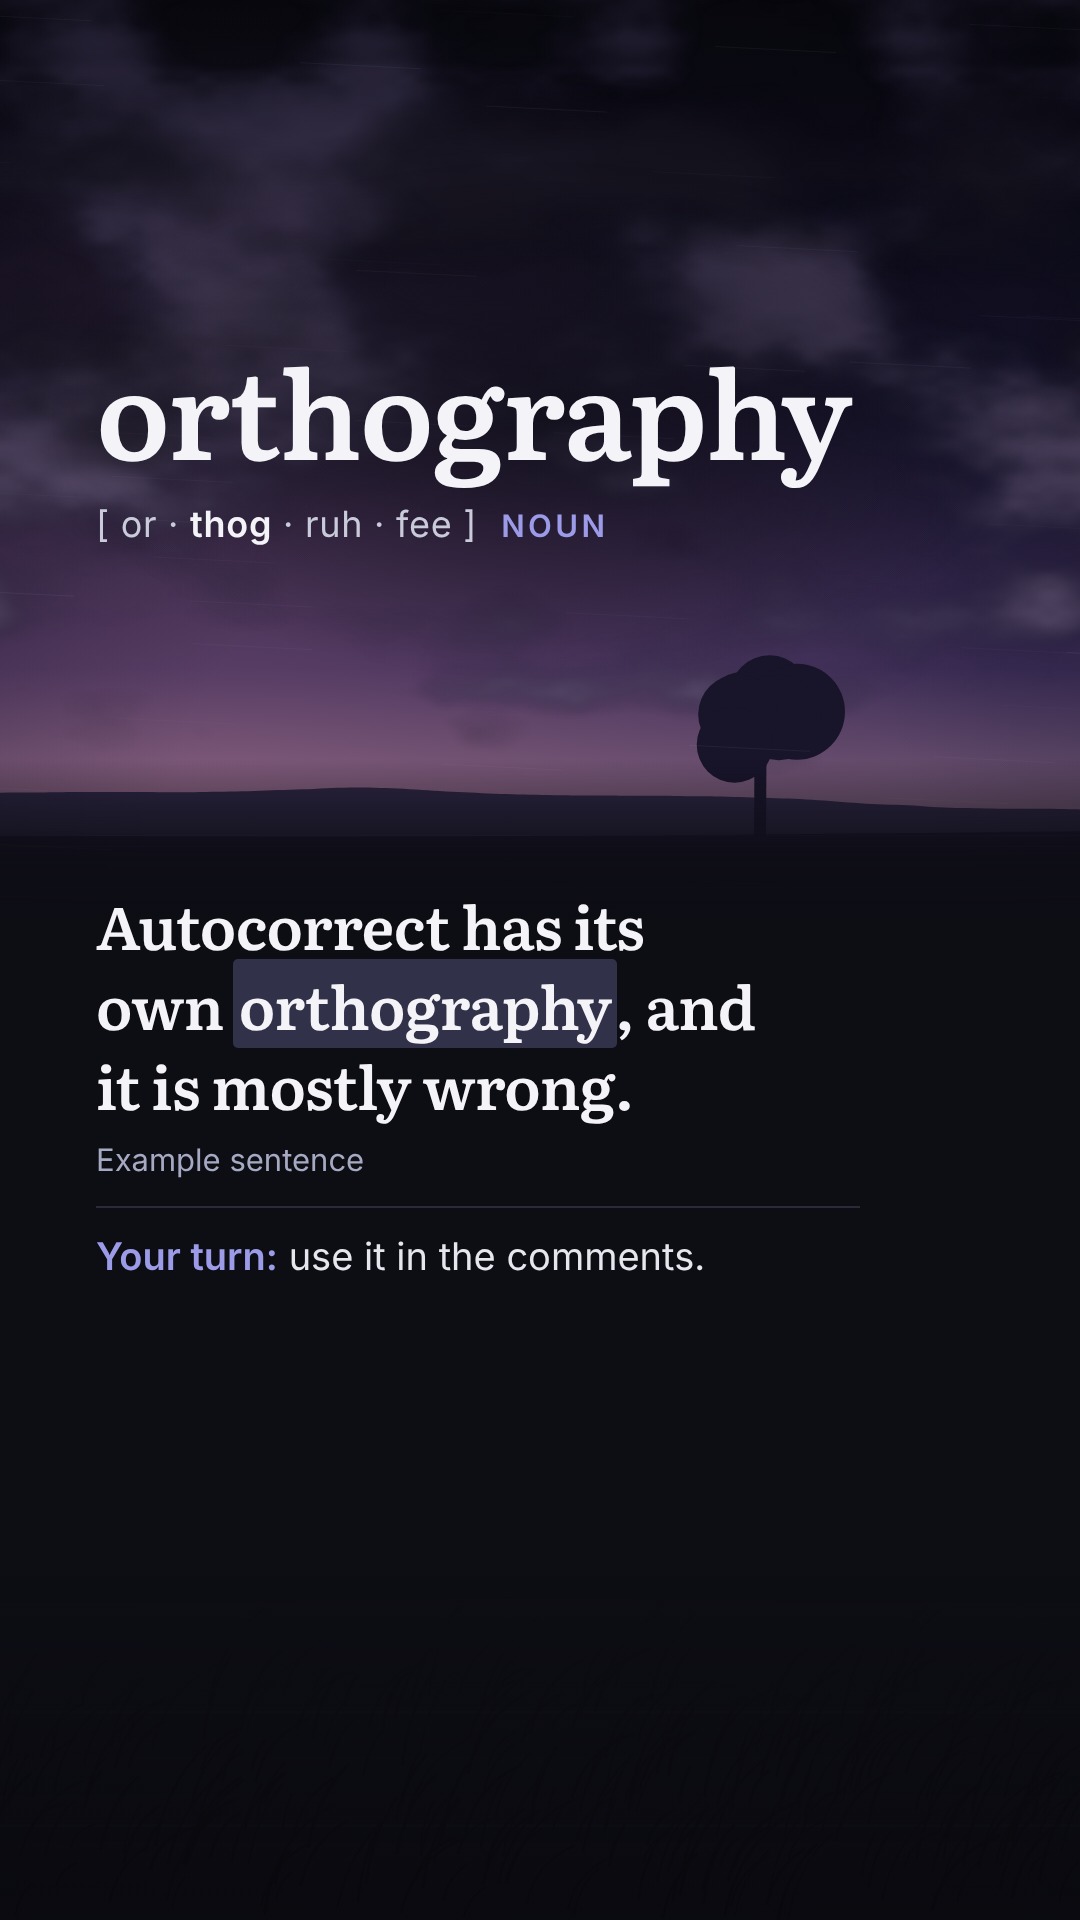 orthography
[ or · thog · ruh · fee ] NOUN
Autocorrect has its
own orthography, and
it is mostly wrong.
Example sentence
Your turn: use it in the comments.